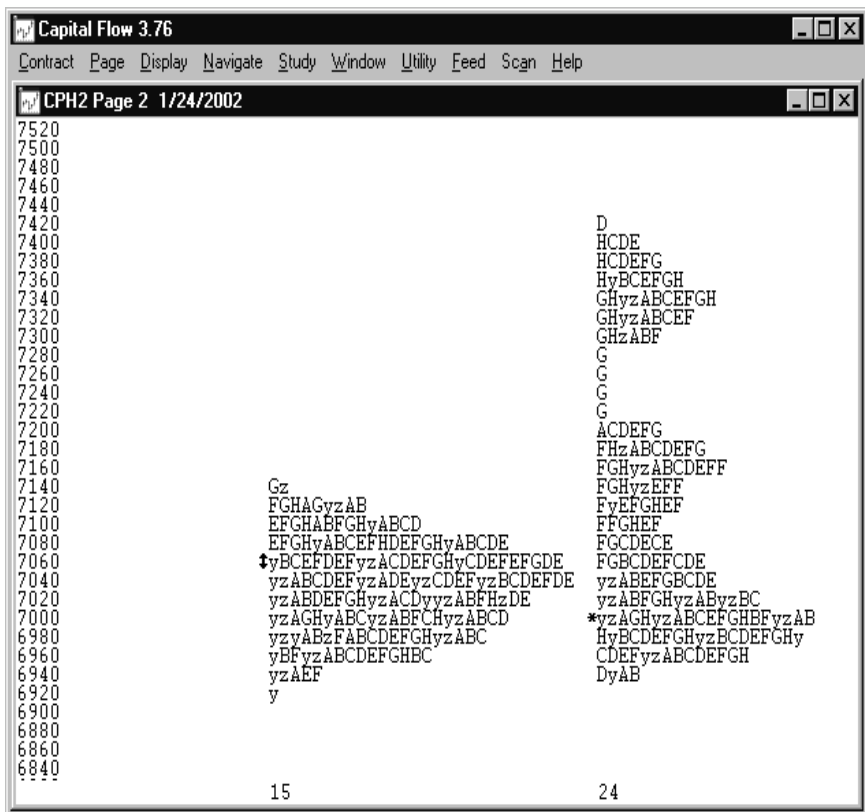 Capital Flow 3.76
Contract Page Display Navigate Study Window Utility Feed Scan Help
CPH2 Page 2 1/24/2002
7520
7500
7480
7460
7440
7420 D
7400 HCDE
7380 HCDEFG
7360 HyBCEFGH
7340 GHyzABCEFGH
7320 GHyzABCEF
7300 GHzABF
7280 G
7260 G
7240 G
7220 G
7200 ACDEFG
7180 FHzABCDEFG
7160 FGHyzABCDEFF
7140 Gz FGHyzEFF
7120 FGHAGyzAB FyEFGHEF
7100 EFGHABFGHyABCD FFGHEF
7080 EFGHyABCEFHDEFGHyABCDE FGCDECE
7060 ↕yBCEFDEFyzACDEFGHyCDEFEFGDE FGBCDEFCDE
7040 yzABCDEFyzADEyzCDEFyzBCDEFDE yzABEFGBCDE
7020 yzABDEFGHyzACDyyzABFHzDE yzABFGHyzAByzBC
7000 yzAGHyABCyzABFCHyzABCD *yzAGHyzABCEFGHBFyzAB
6980 yzyABzFABCDEFGHyzABC HyBCDEFGHyzBCDEFGHy
6960 yBFyzABCDEFGHBC CDEFyzABCDEFGH
6940 yzAEF DyAB
6920 y
6900
6880
6860
6840
15 24